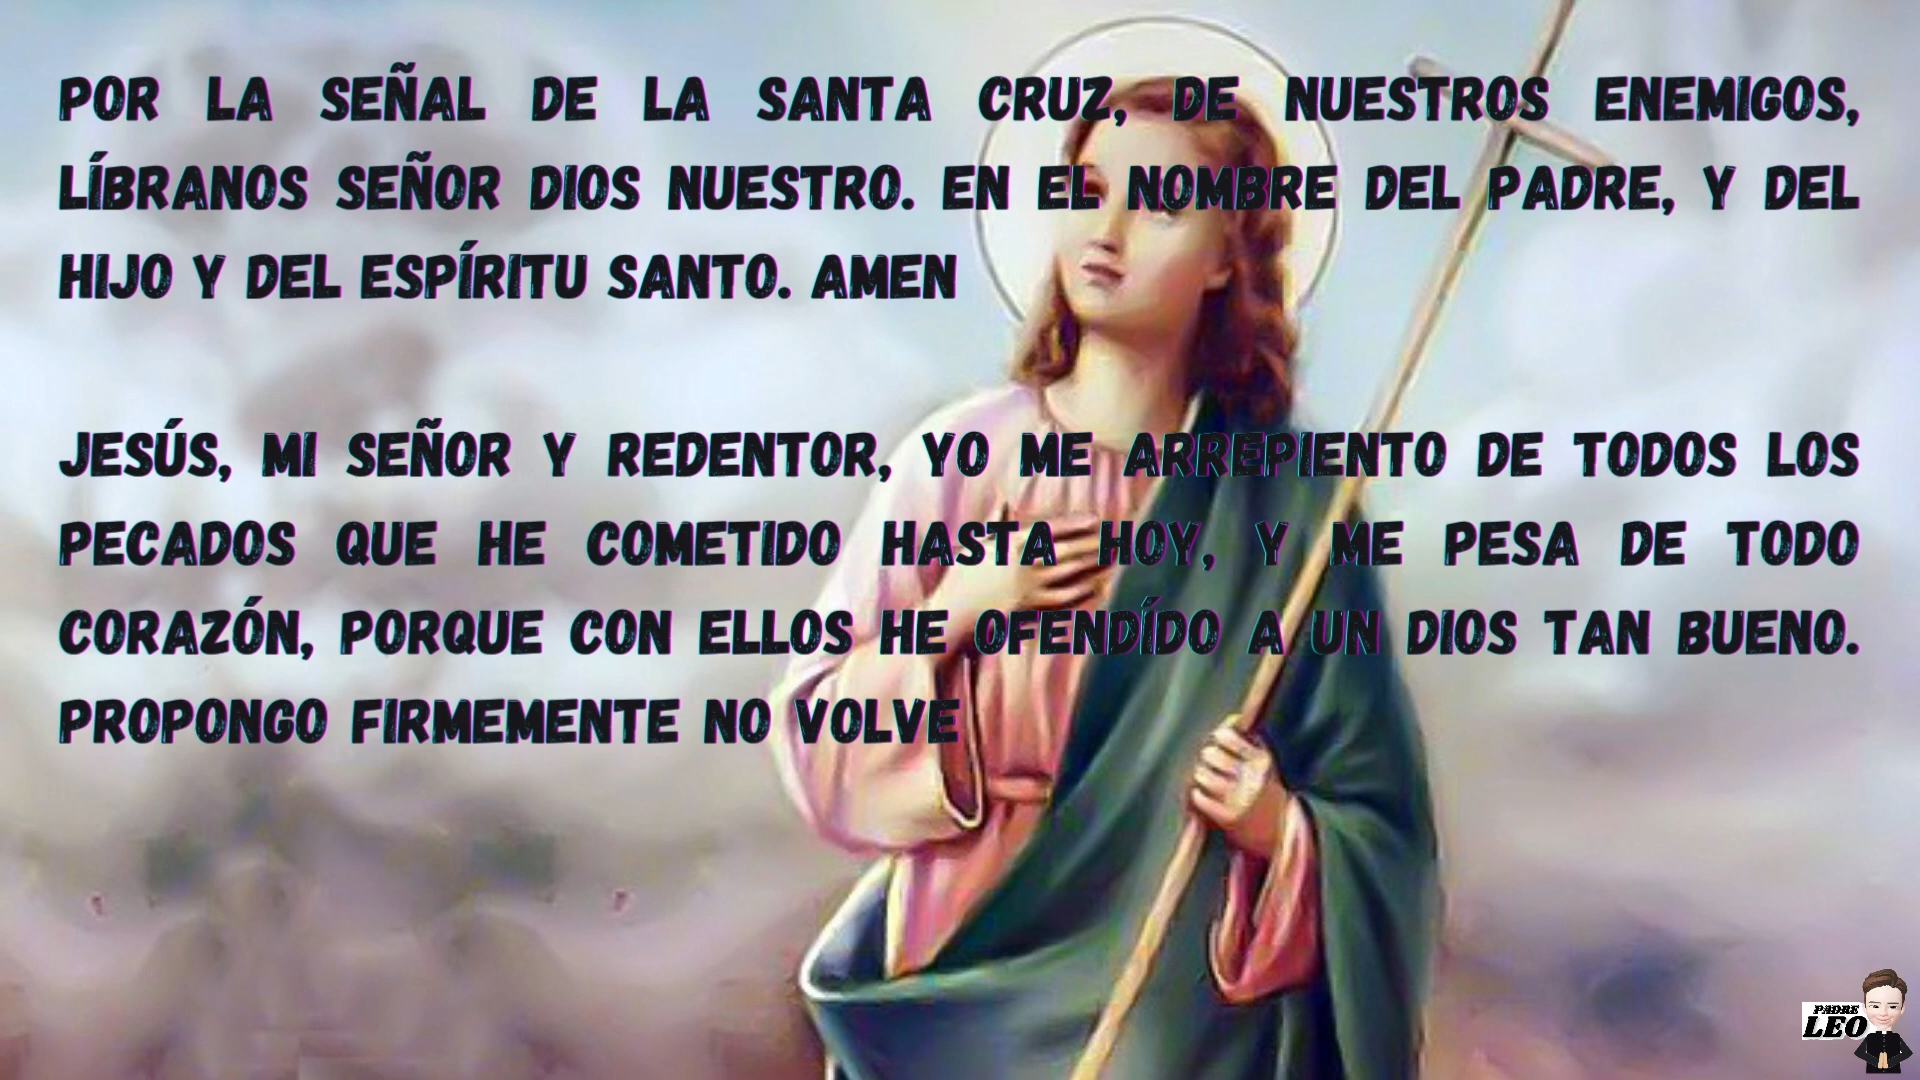 POR LA SEÑAL DE LA SANTA CRUZ, DE NUESTROS ENEMIGOS,
LÍBRANOS SEÑOR DIOS NUESTRO. EN EL NOMBRE DEL PADRE, Y DEL
HIJO Y DEL ESPÍRITU SANTO. AMEN
JESÚS, MI SEÑOR Y REDENTOR, YO ME ARREPIENTO DE TODOS LOS
PECADOS QUE HE COMETIDO HASTA HOY, Y ME PESA DE TODO
CORAZÓN, PORQUE CON ELLOS HE OFENDÍDO A UN DIOS TAN BUENO.
PROPONGO FIRMEMENTE NO VOLVE
PADRE
LEO